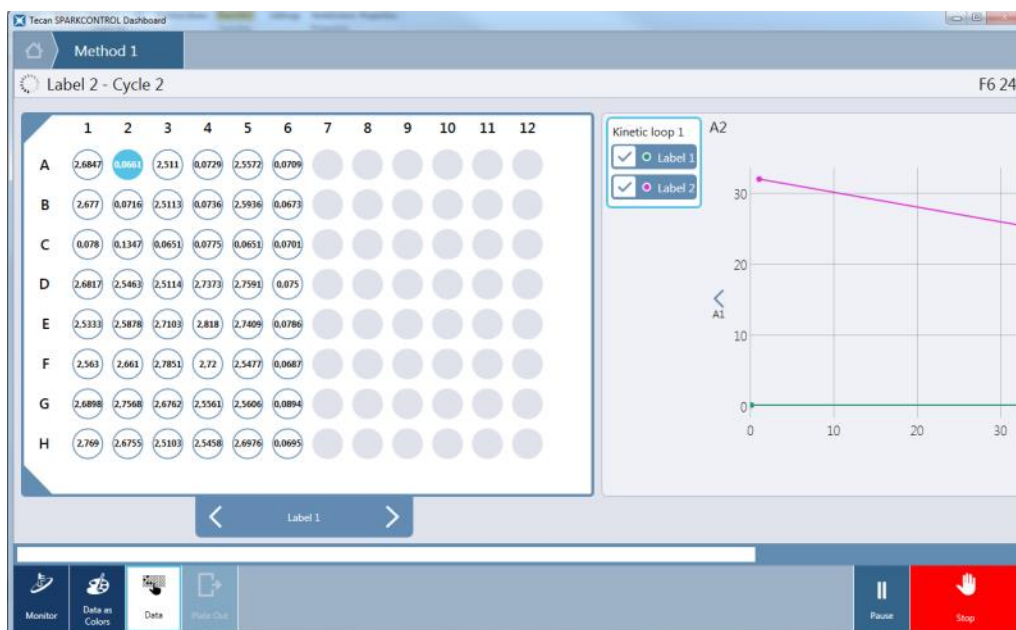 Tecan SPARKCONTROL Dashboard
Method 1
Label 2 - Cycle 2
F6 24
1 2 3 4 5 6 7 8 9 10 11 12
A 2,6847 0,0661 2,511 0,0729 2,5572 0,0709
B 2,677 0,0716 2,5113 0,0736 2,5936 0,0673
C 0,078 0,1347 0,0651 0,0775 0,0651 0,0701
D 2,6817 2,5463 2,5114 2,7373 2,7591 0,075
E 2,5333 2,5878 2,7103 2,818 2,7409 0,0786
F 2,563 2,661 2,7851 2,72 2,5477 0,0687
G 2,6898 2,7568 2,6762 2,5561 2,5606 0,0894
H 2,769 2,6755 2,5103 2,5458 2,6976 0,0695
Label 1
Kinetic loop 1
Label 1
Label 2
A2
30
20
10
0
A1
0 10 20 30
Monitor
Data as
Colors
Data
Plate Out
Pause
Stop